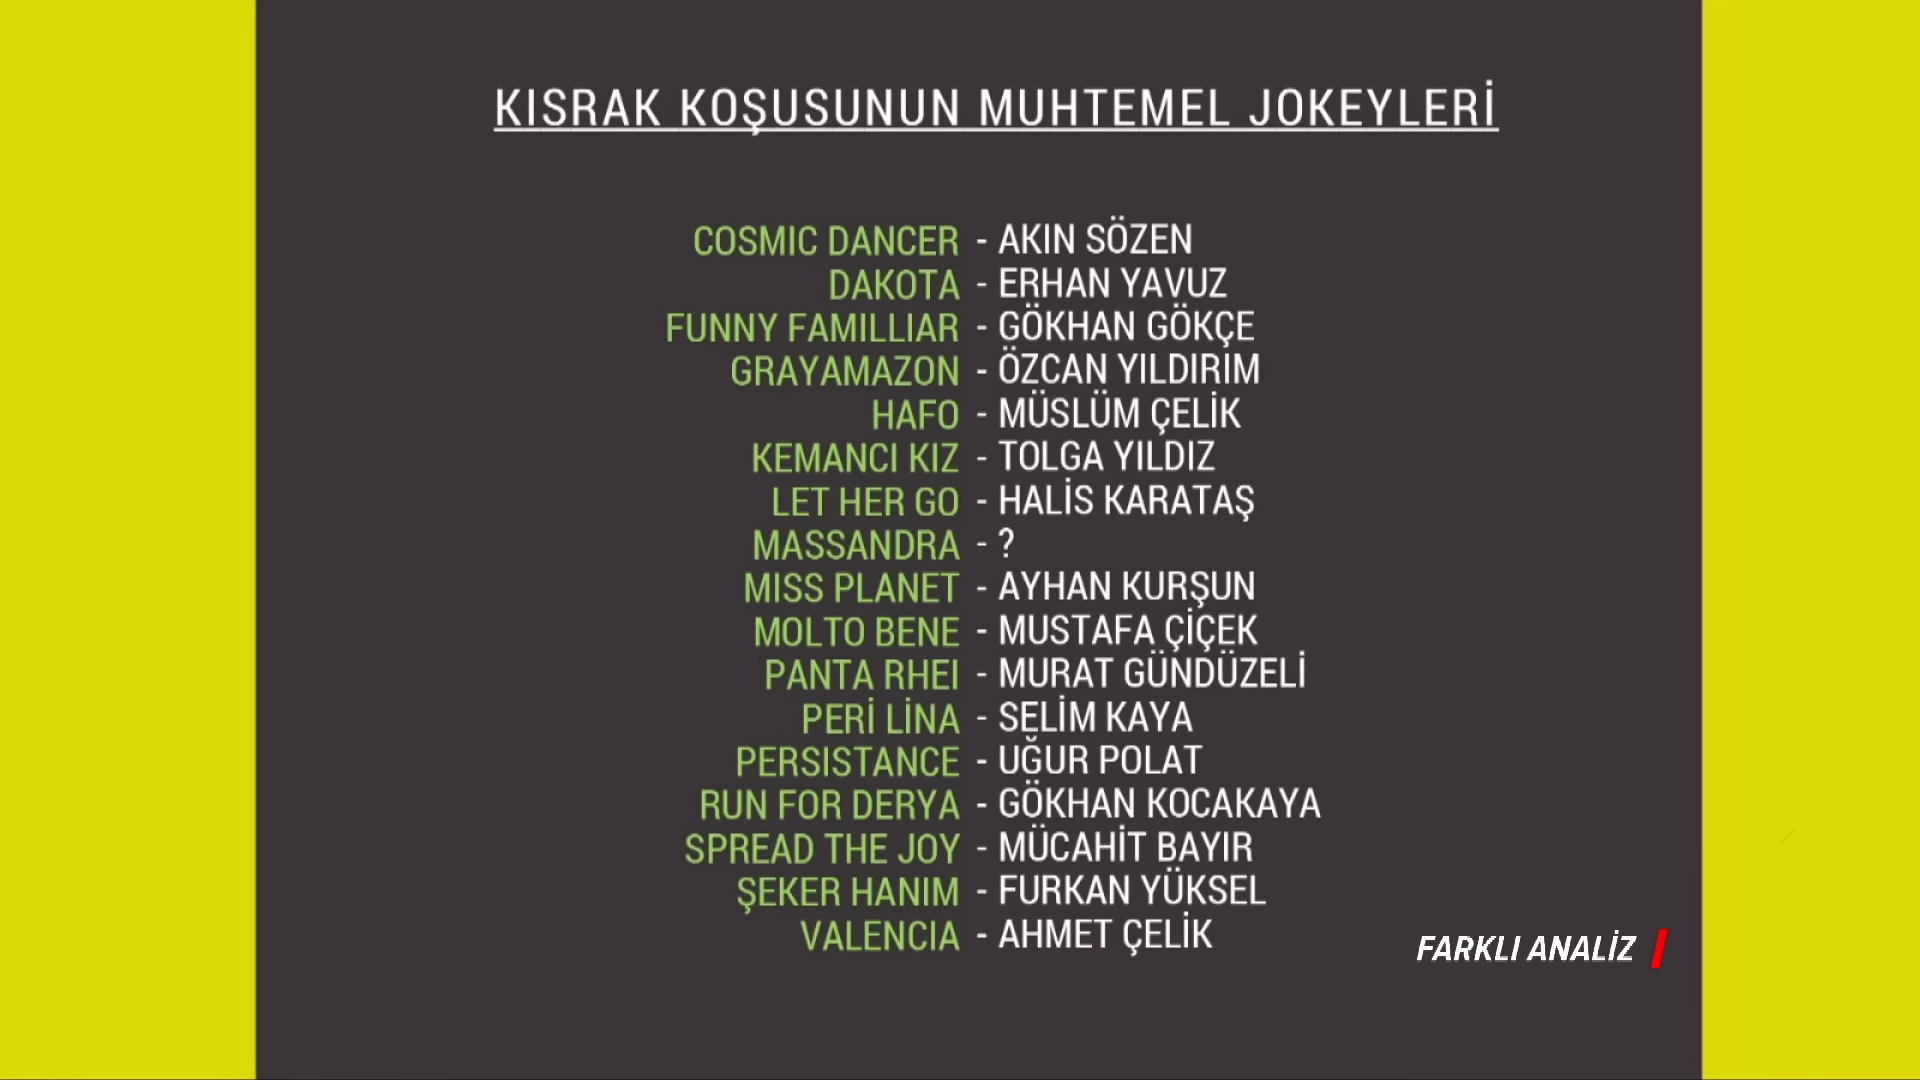 KISRAK KOŞUSUNUN MUHTEMEL JOKEYLERİ
COSMIC DANCER - AKIN SÖZEN
DAKOTA - ERHAN YAVUZ
FUNNY FAMILLIAR - GÖKHAN GÖKÇE
GRAYAMAZON - ÖZCAN YILDIRIM
HAFO - MÜSLÜM ÇELİK
KEMANCI KIZ - TOLGA YILDIZ
LET HER GO - HALİS KARATAŞ
MASSANDRA - ?
MISS PLANET - AYHAN KURŞUN
MOLTO BENE - MUSTAFA ÇİÇEK
PANTA RHEI - MURAT GÜNDÜZELİ
PERİ LİNA - SELİM KAYA
PERSISTANCE - UĞUR POLAT
RUN FOR DERYA - GÖKHAN KOCAKAYA
SPREAD THE JOY - MÜCAHİT BAYIR
ŞEKER HANIM - FURKAN YÜKSEL
VALENCIA - AHMET ÇELİK
FARKLI ANALİZ